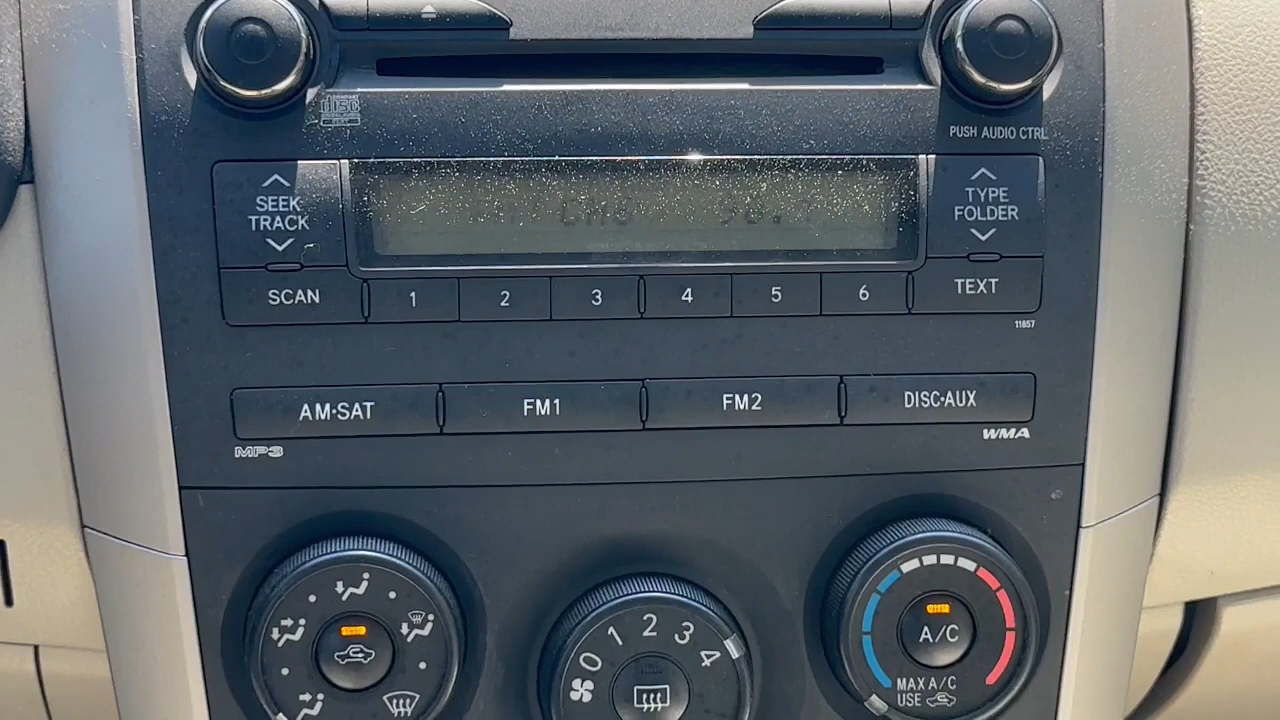 disc
PUSH AUDIO CTRL
SEEK
TRACK
TYPE
FOLDER
SCAN
1
2
3
4
5
6
TEXT
11857
AM·SAT
FM1
FM2
DISC·AUX
MP3
WMA
0
1
2
3
4
A/C
MAX A/C
USE